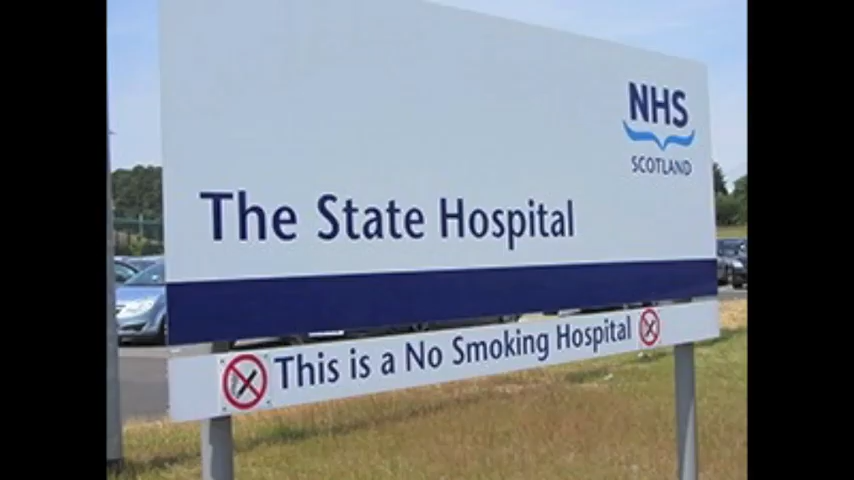 NHS
SCOTLAND
The State Hospital
This is a No Smoking Hospital